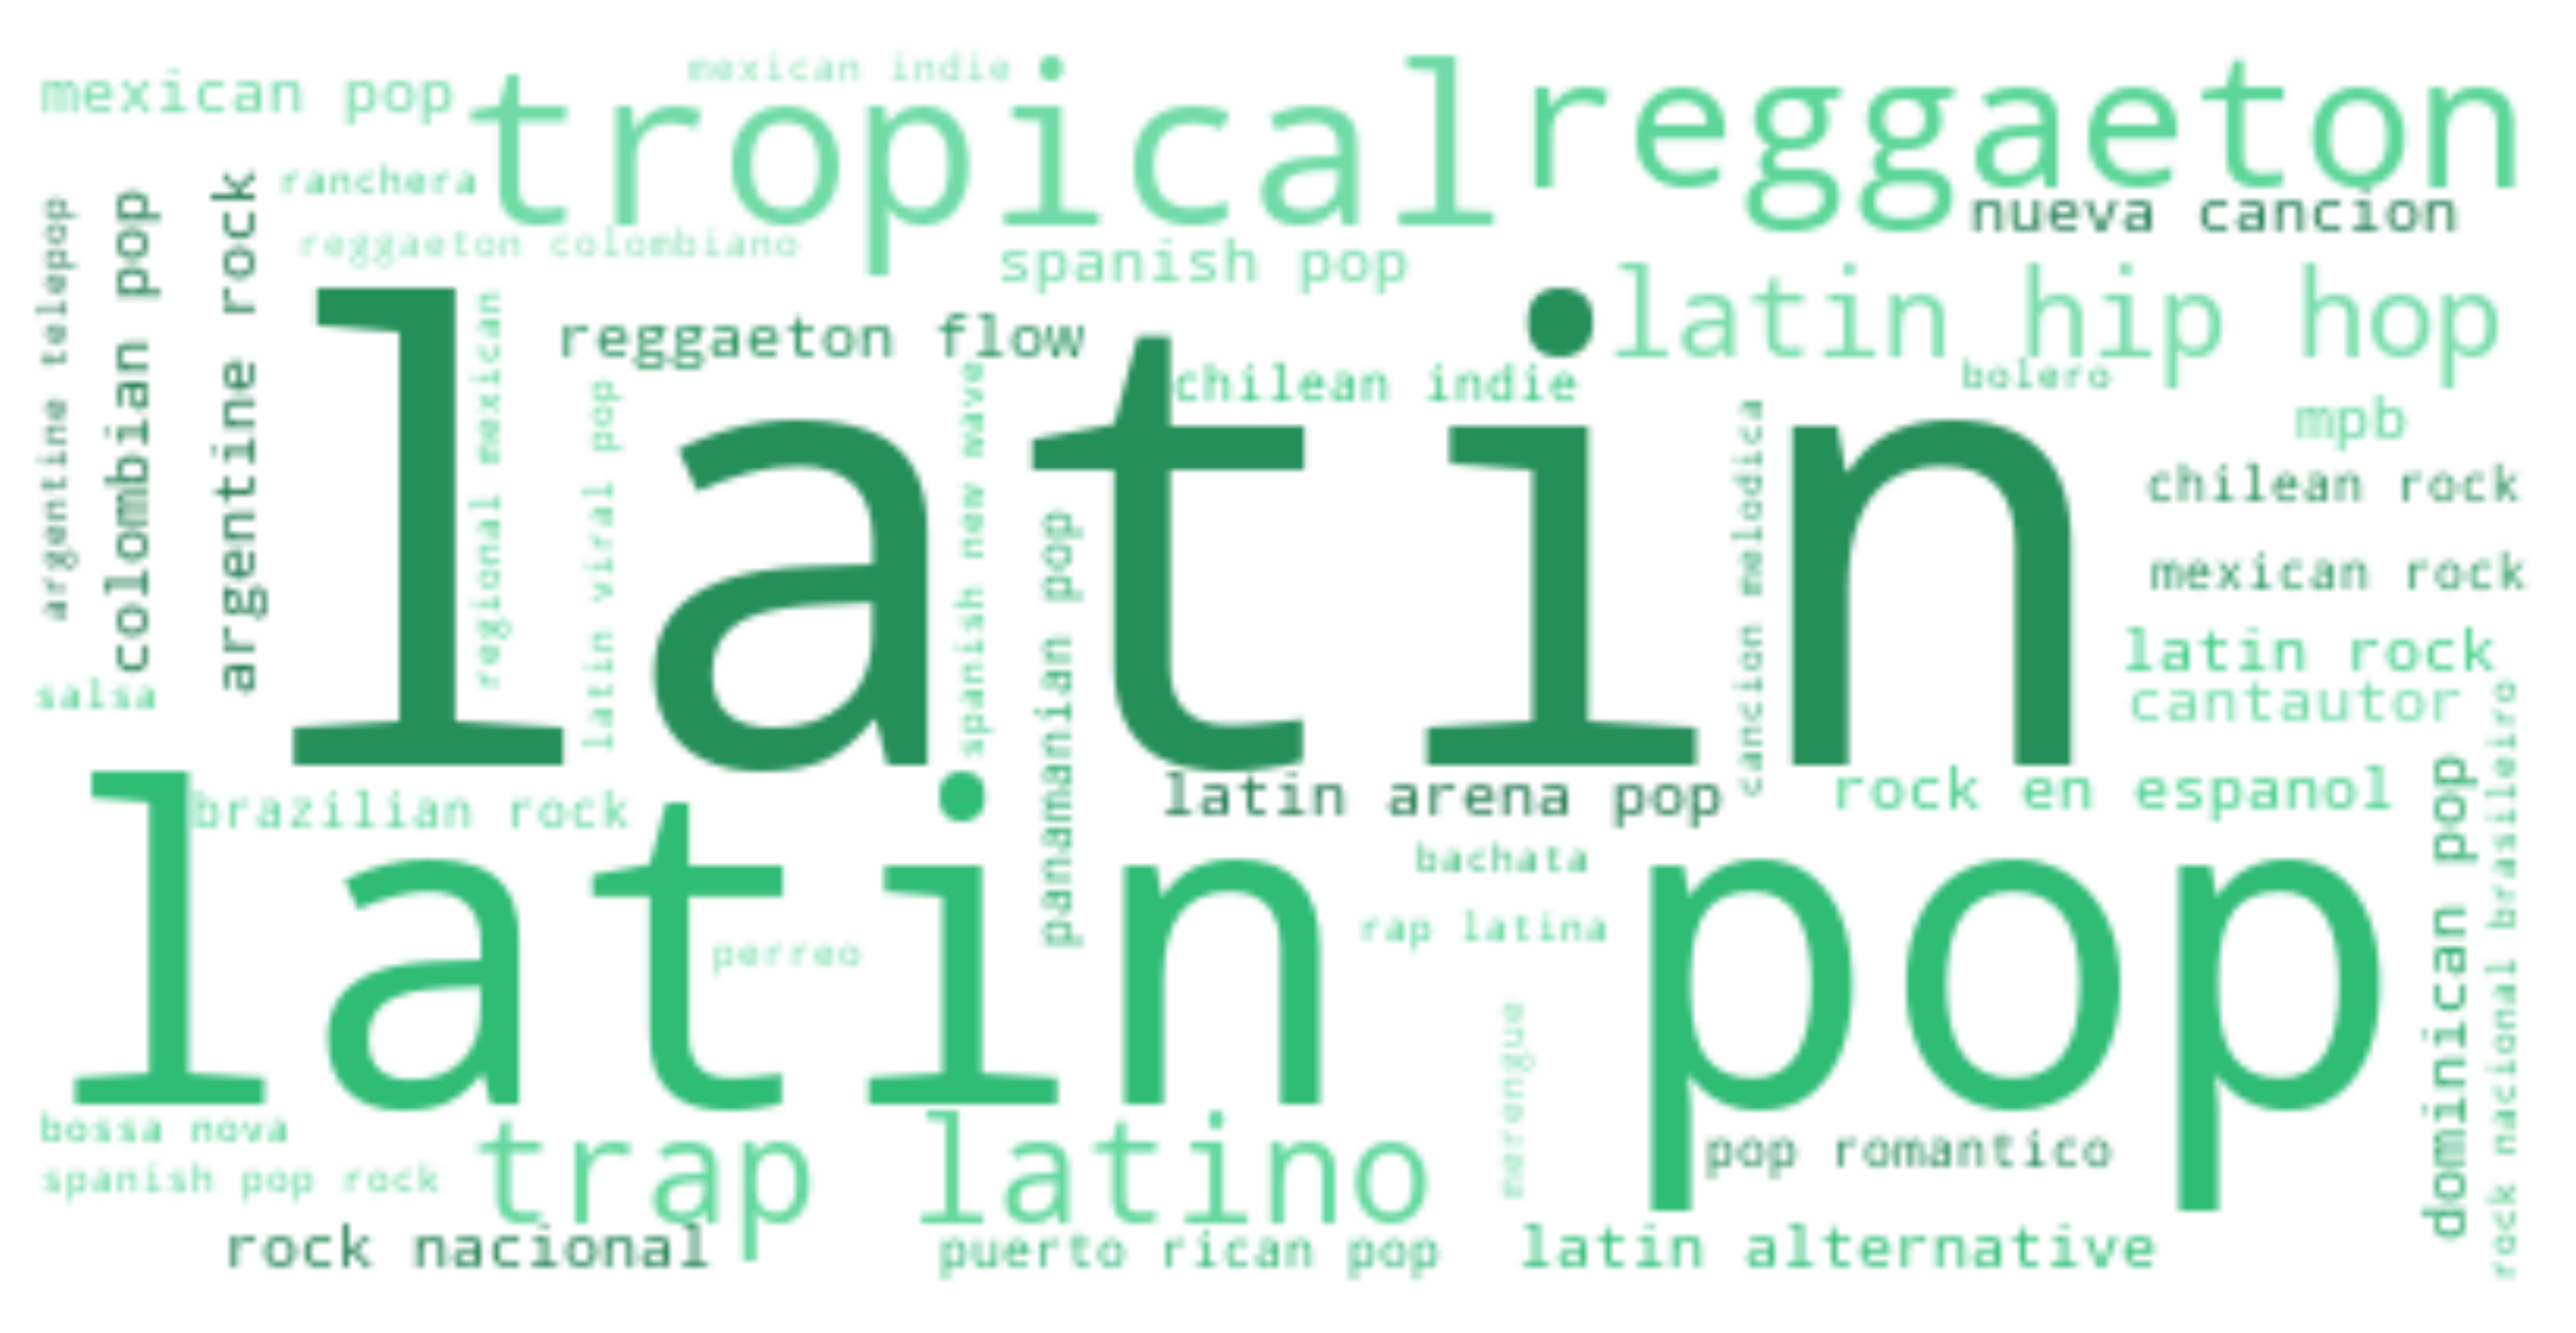 mexican indie
mexican pop
tropical
reggaeton
ranchera
nueva cancion
reggaeton colombiano
spanish pop
argentine telepop
colombian pop
argentine rock
latin
latin hip hop
reggaeton flow
regional mexican
latin viral pop
spanish new wave
chilean indie
bolero
mpb
cancion melodica
chilean rock
panamanian pop
mexican rock
latin rock
salsa
cantautor
rock nacional brasileiro
latin pop
brazilian rock
latin arena pop
rock en espanol
dominican pop
bachata
rap latina
perreo
merengue
bossa nova
trap latino
pop romantico
spanish pop rock
rock nacional
puerto rican pop
latin alternative